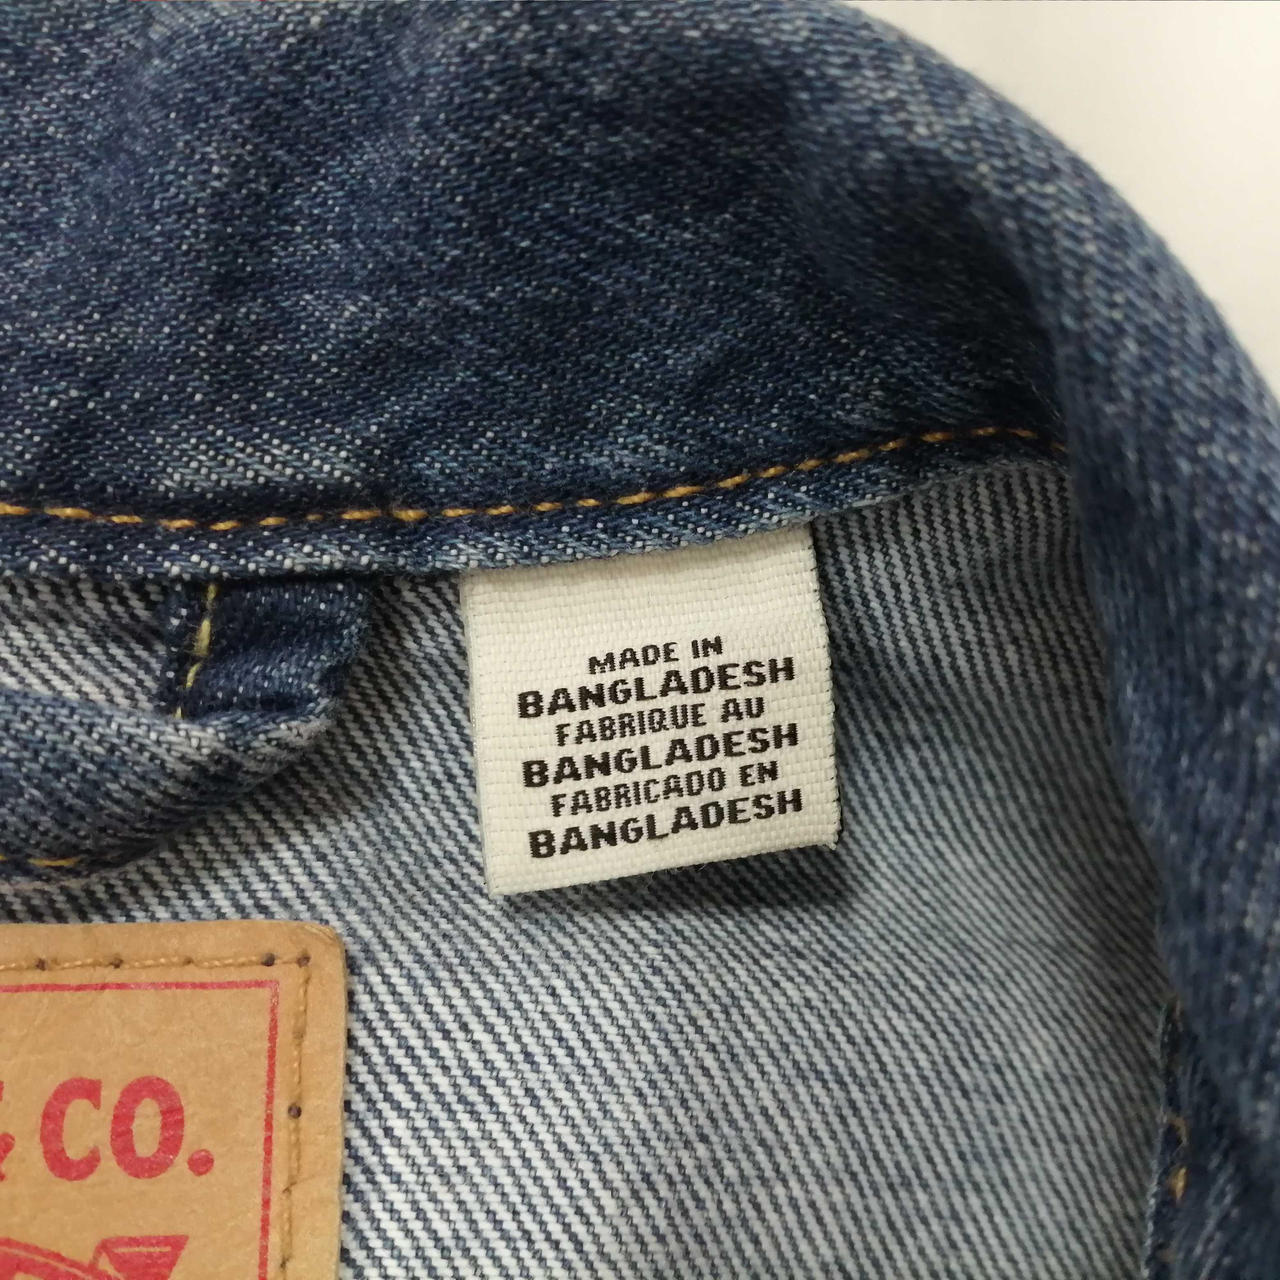 MADE IN
BANGLADESH
FABRIQUE AU
BANGLADESH
FABRICADO EN
BANGLADESH
& CO.